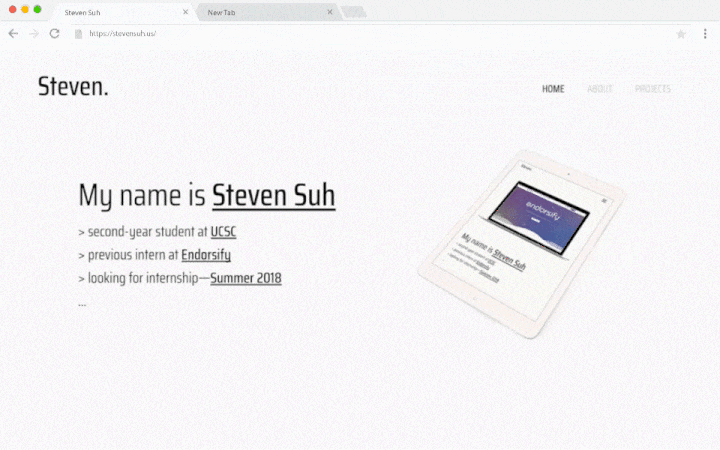 Steven Suh
New Tab
https://stevensuh.us/
Steven.
HOME ABOUT PROJECTS
My name is Steven Suh
> second-year student at UCSC
> previous intern at Endorsify
> looking for internship—Summer 2018
...
endorsify
My name is Steven Suh